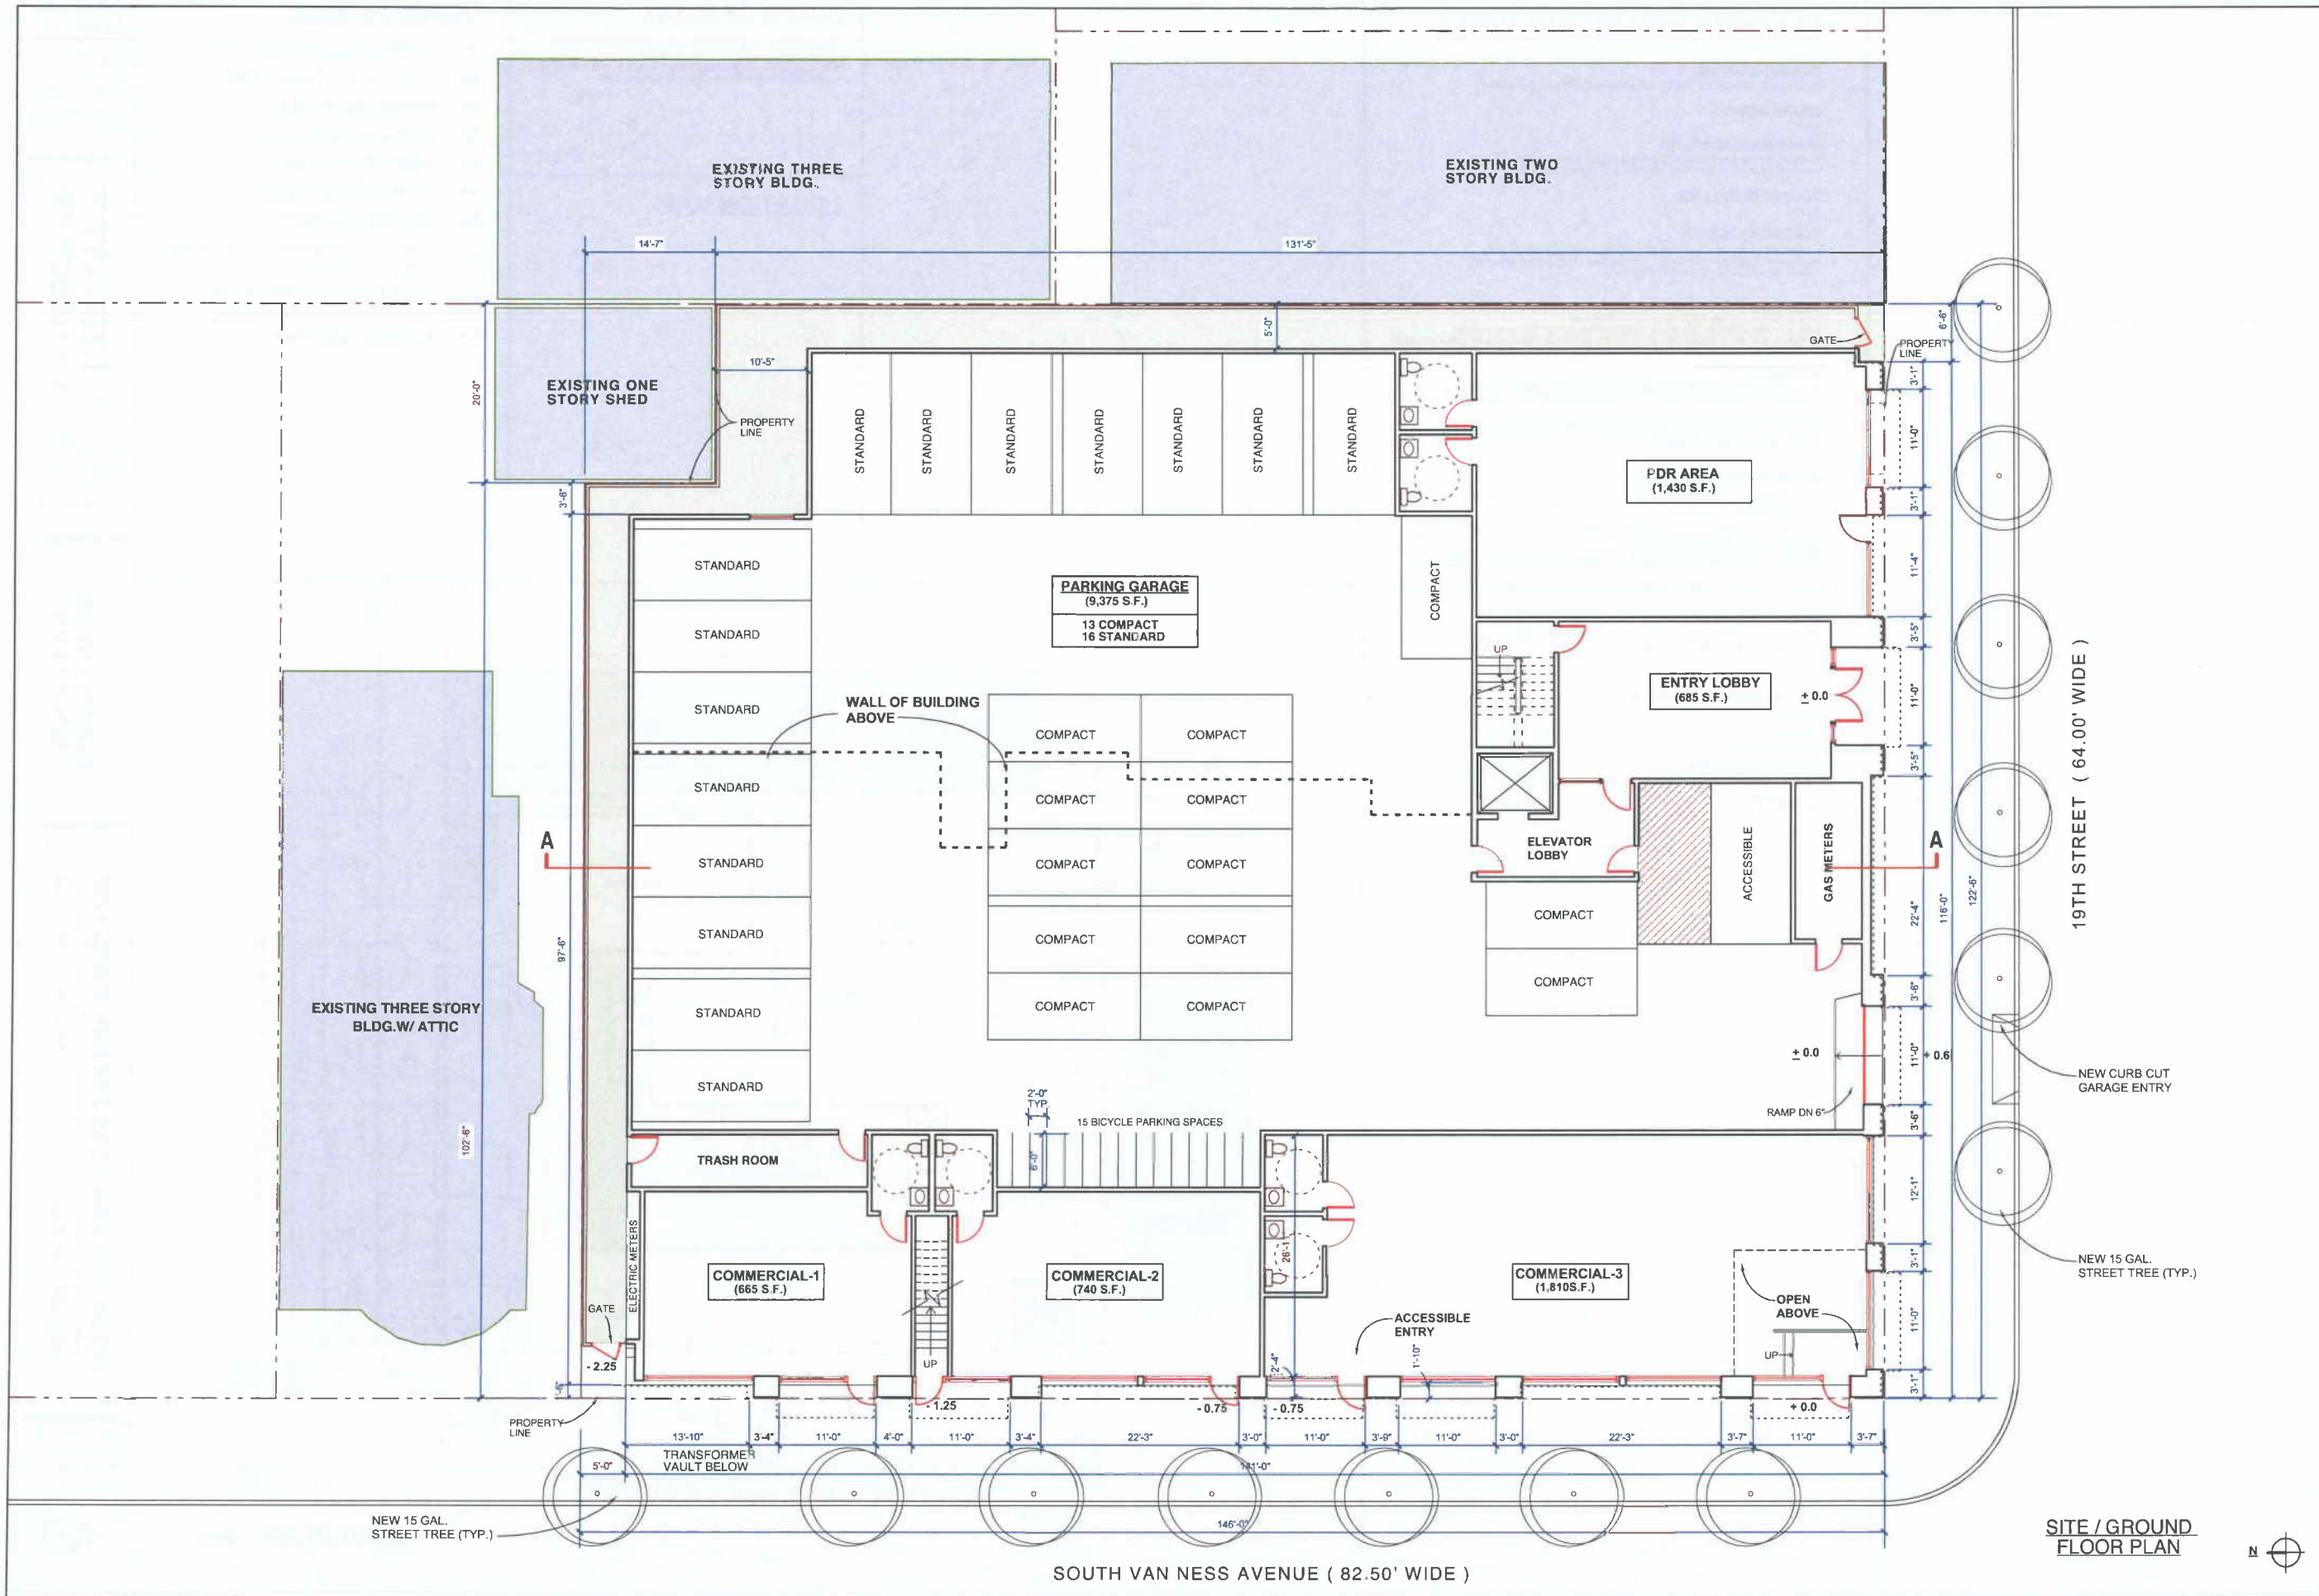 EXISTING THREE
STORY BLDG.
EXISTING TWO
STORY BLDG.
14'-7"
131'-5"
5'-0"
6'-6"
GATE
PROPERTY
LINE
EXISTING ONE
STORY SHED
20'-0"
10'-5"
PROPERTY
LINE
3'-6"
STANDARD
STANDARD
STANDARD
STANDARD
STANDARD
STANDARD
STANDARD
PDR AREA
(1,430 S.F.)
3'-1"
11'-0"
3'-1"
11'-4"
3'-5"
11'-0"
3'-5"
22'-4"
116'-0"
122'-6"
3'-6"
11'-0"
3'-6"
12'-1"
3'-1"
11'-0"
3'-1"
STANDARD
STANDARD
STANDARD
STANDARD
STANDARD
STANDARD
STANDARD
STANDARD
PARKING GARAGE
(9,375 S.F.)
13 COMPACT
16 STANDARD
COMPACT
WALL OF BUILDING
ABOVE
UP
ENTRY LOBBY
(685 S.F.)
+ 0.0
COMPACT
COMPACT
COMPACT
COMPACT
COMPACT
COMPACT
COMPACT
COMPACT
COMPACT
COMPACT
ELEVATOR
LOBBY
ACCESSIBLE
GAS METERS
A
A
COMPACT
COMPACT
19TH STREET ( 64.00' WIDE )
EXISTING THREE STORY
BLDG.W/ ATTIC
97'-6"
102'-6"
+ 0.0
+ 0.6
RAMP DN 6"
NEW CURB CUT
GARAGE ENTRY
2'-0"
TYP.
15 BICYCLE PARKING SPACES
6'-0"
TRASH ROOM
ELECTRIC METERS
COMMERCIAL-1
(665 S.F.)
COMMERCIAL-2
(740 S.F.)
26'-1
COMMERCIAL-3
(1,810S.F.)
OPEN
ABOVE
NEW 15 GAL.
STREET TREE (TYP.)
ACCESSIBLE
ENTRY
GATE
UP
UP
2'-4"
1'-10"
- 2.25
- 1.25
- 0.75
- 0.75
+ 0.0
PROPERTY
LINE
13'-10"
3'-4"
11'-0"
4'-0"
11'-0"
3'-4"
22'-3"
3'-0"
11'-0"
3'-9"
11'-0"
3'-0"
22'-3"
3'-7"
11'-0"
3'-7"
5'-0"
TRANSFORMER
VAULT BELOW
141'-0"
NEW 15 GAL.
STREET TREE (TYP.)
146'-0"
SOUTH VAN NESS AVENUE ( 82.50' WIDE )
SITE / GROUND
FLOOR PLAN
N